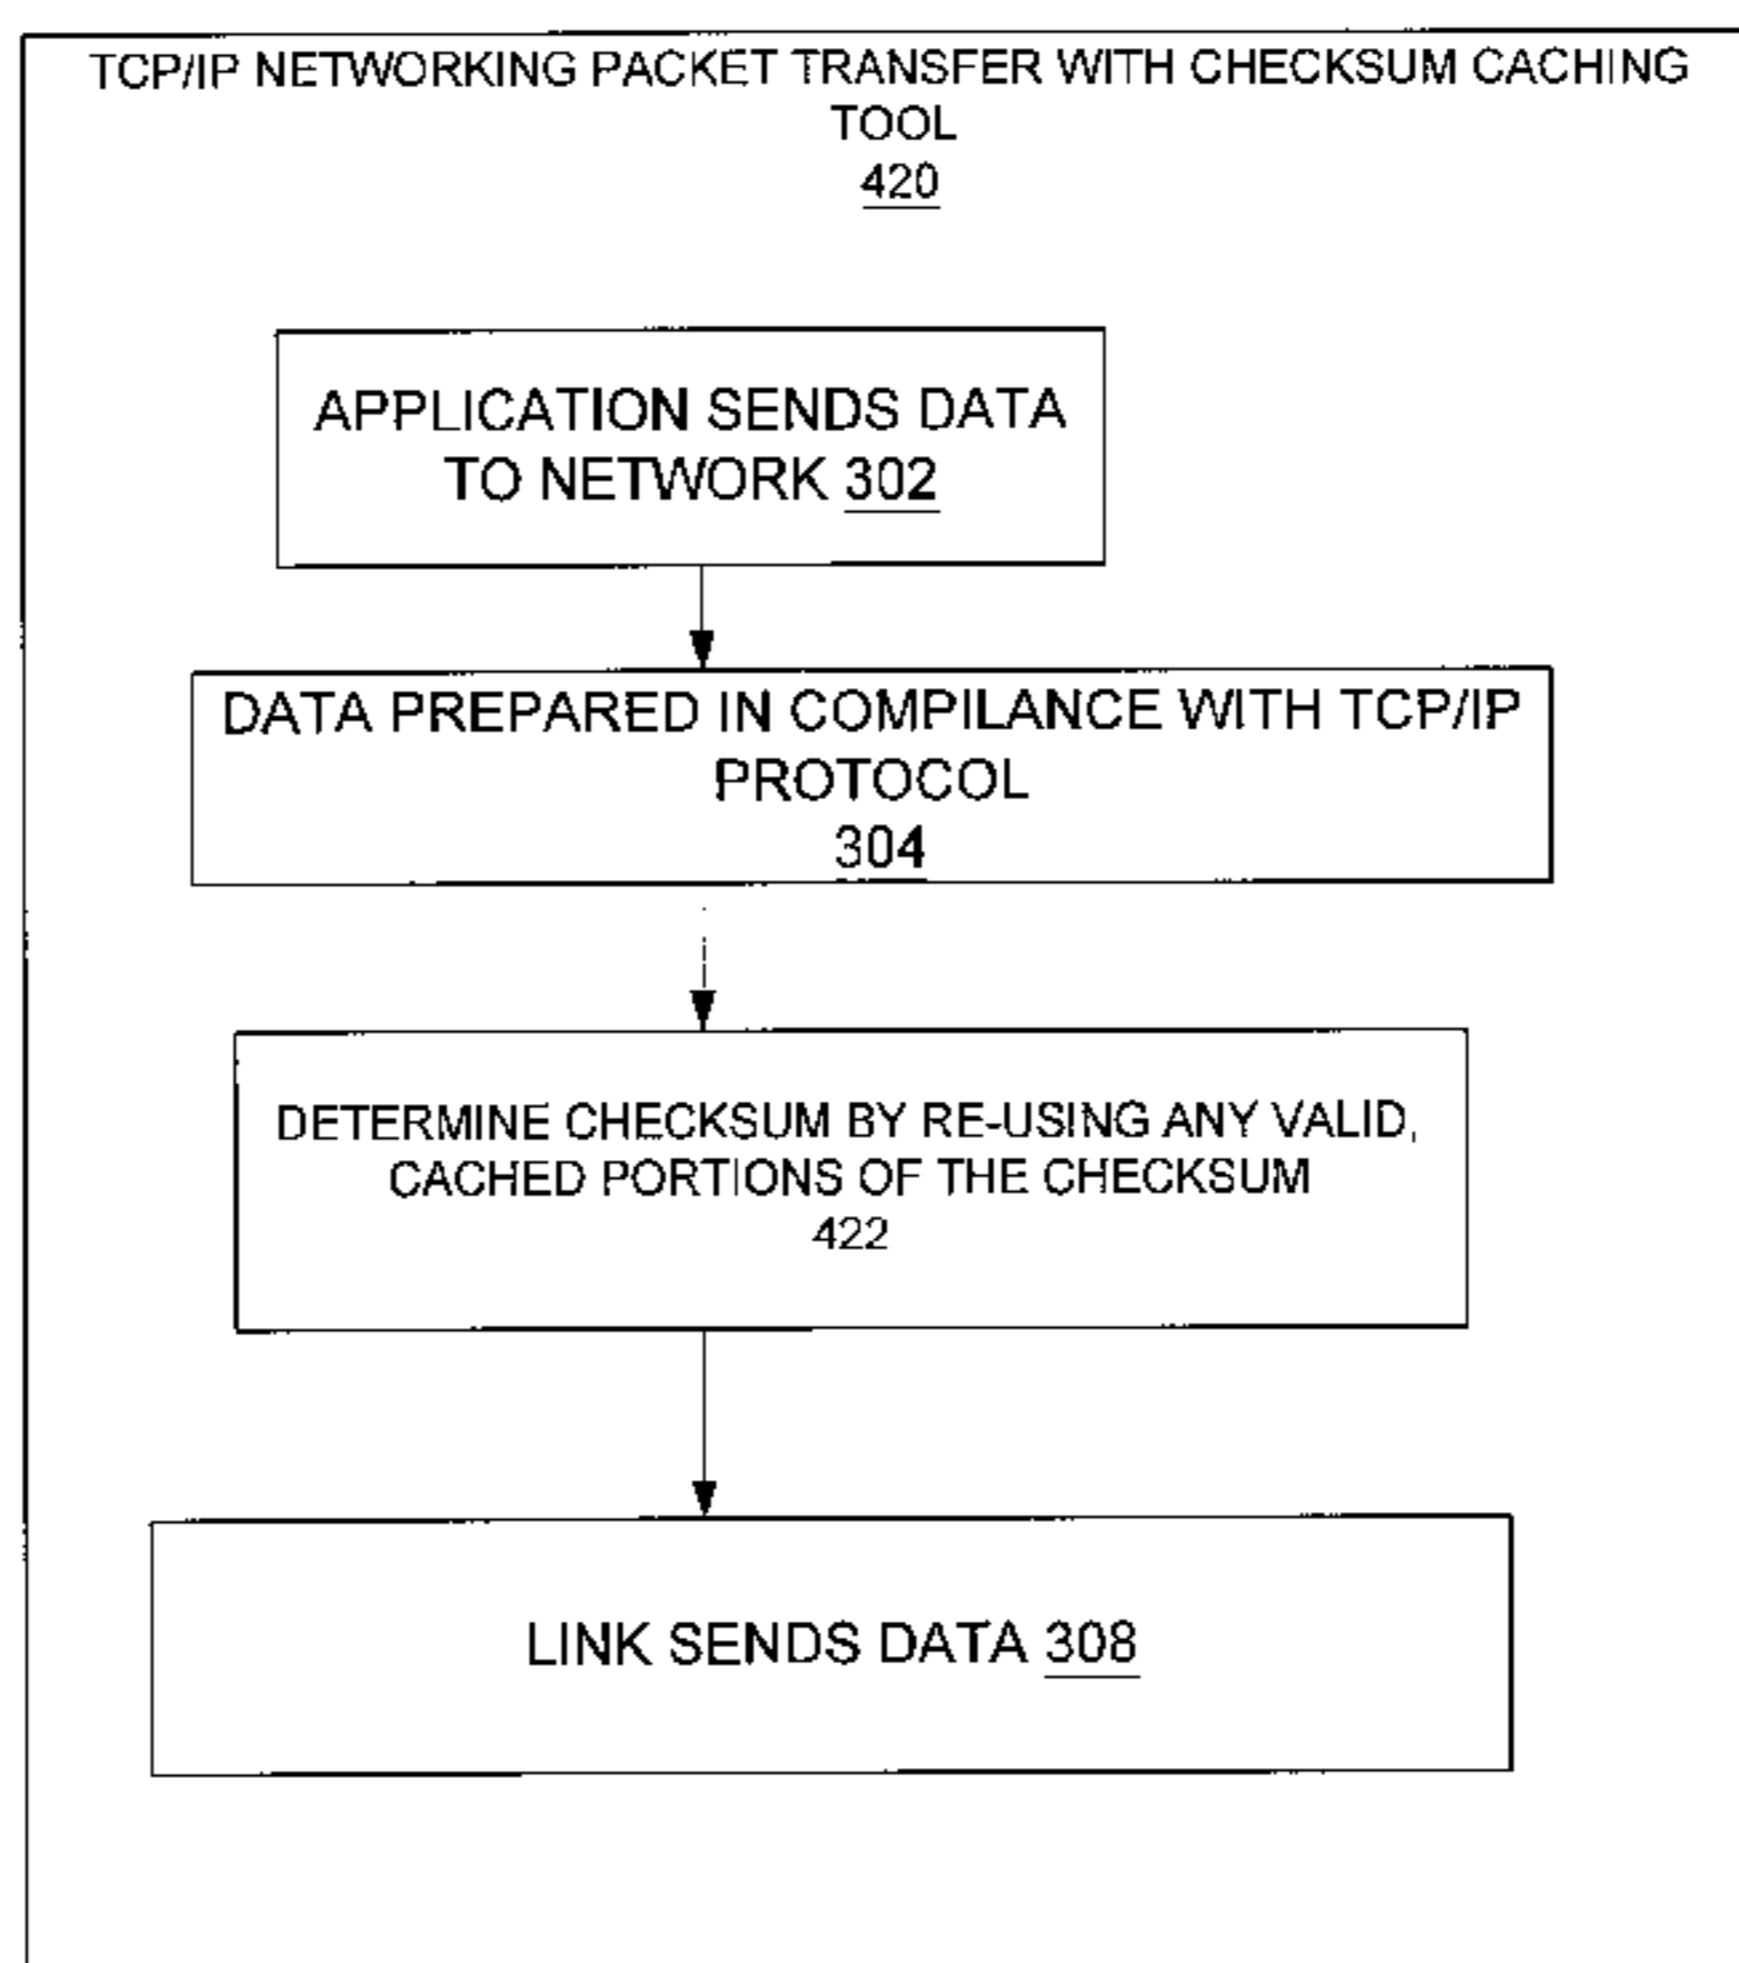 TCP/IP NETWORKING PACKET TRANSFER WITH CHECKSUM CACHING
TOOL
420
APPLICATION SENDS DATA
TO NETWORK 302
DATA PREPARED IN COMPILANCE WITH TCP/IP
PROTOCOL
304
DETERMINE CHECKSUM BY RE-USING ANY VALID,
CACHED PORTIONS OF THE CHECKSUM
422
LINK SENDS DATA 308